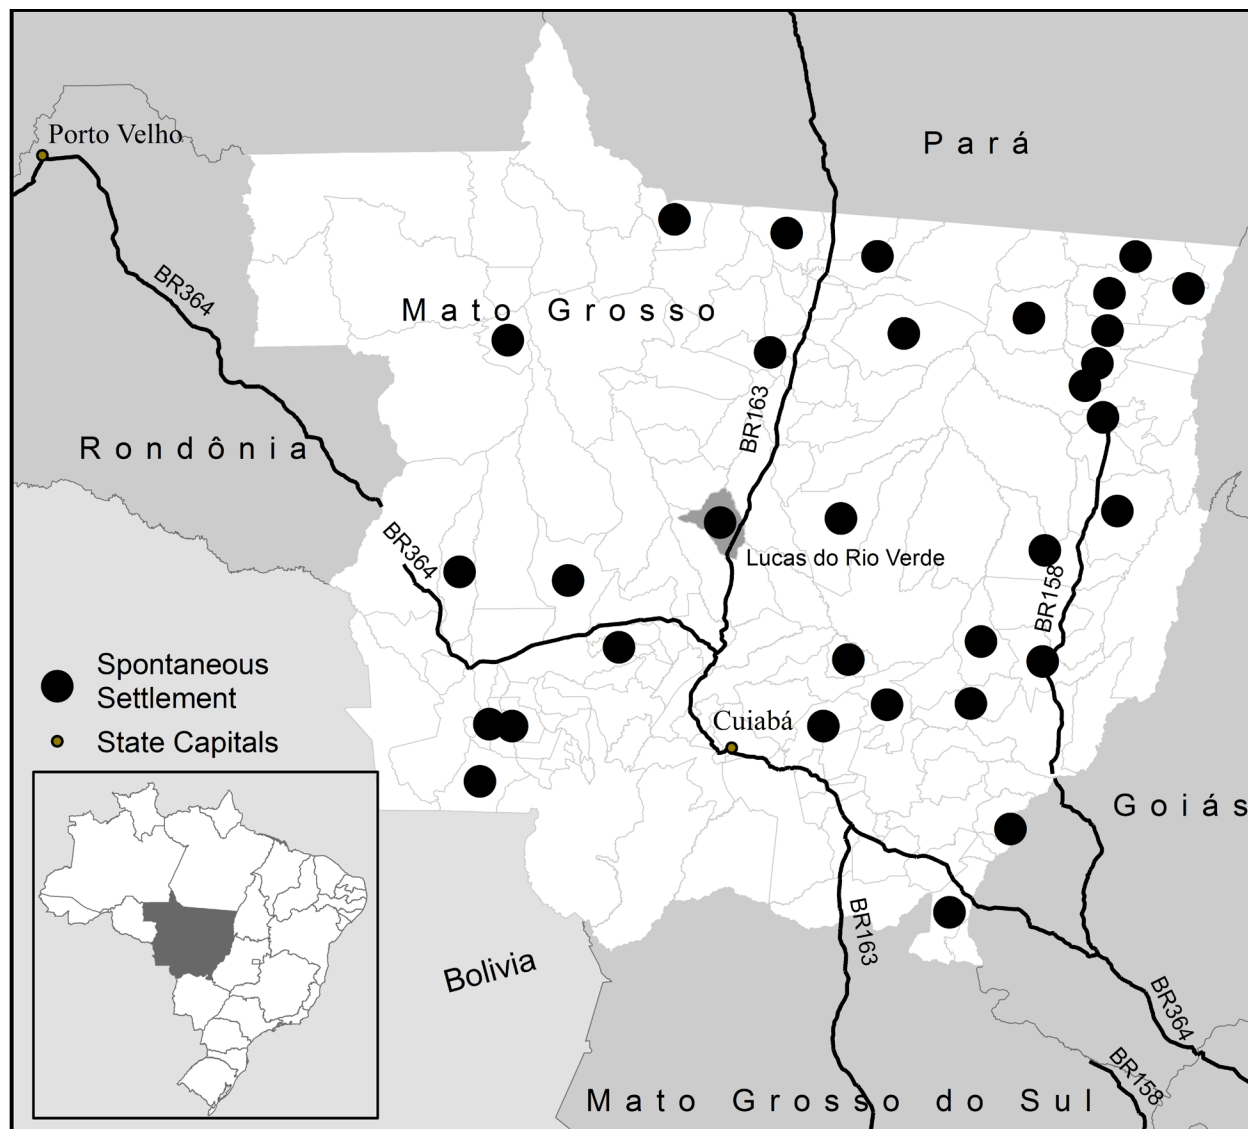 Porto Velho
Pará
BR364
Mato Grosso
BR163
Rondônia
BR364
Lucas do Rio Verde
BR158
Spontaneous
Settlement
Cuiabá
State Capitals
Goiás
BR163
Bolivia
BR364
BR158
Mato Grosso do Sul